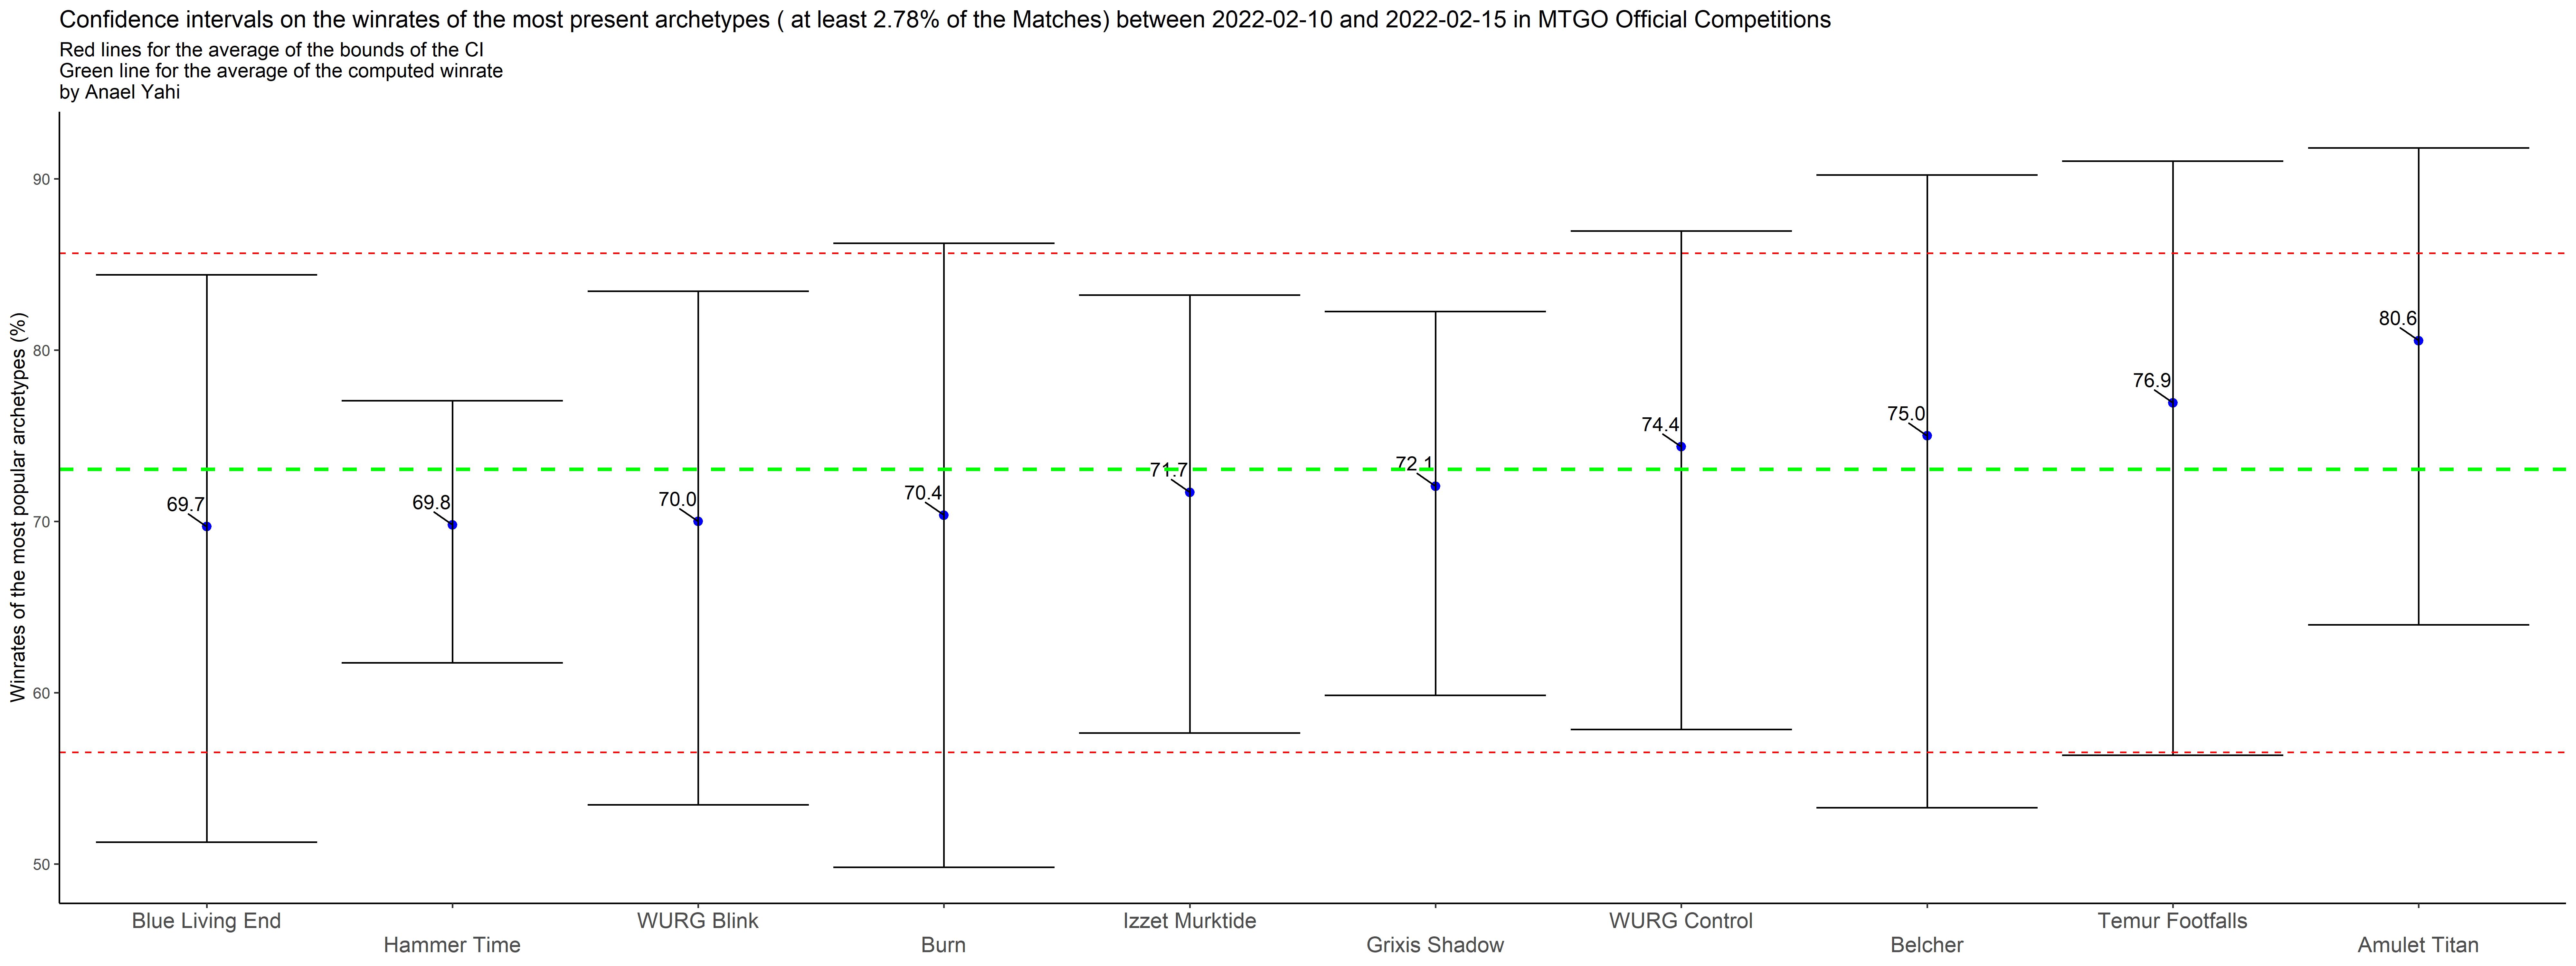 Confidence intervals on the winrates of the most present archetypes ( at least 2.78% of the Matches) between 2022-02-10 and 2022-02-15 in MTGO Official Competitions
Red lines for the average of the bounds of the CI
Green line for the average of the computed winrate
by Anael Yahi
Winrates of the most popular archetypes (%)
90
80
70
60
50
69.7
69.8
70.0
70.4
71.7
72.1
74.4
75.0
76.9
80.6
Blue Living End
Hammer Time
WURG Blink
Burn
Izzet Murktide
Grixis Shadow
WURG Control
Belcher
Temur Footfalls
Amulet Titan